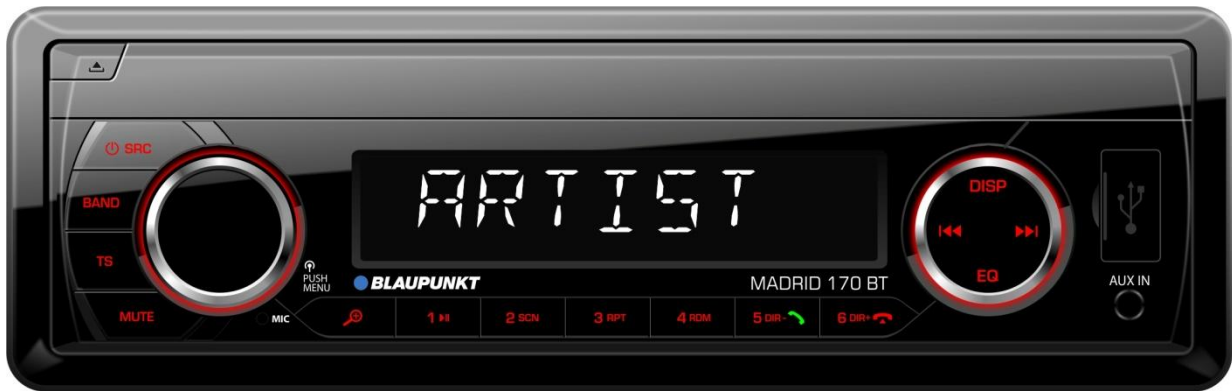 SRC
BAND
TS
MUTE
MIC
PUSH
MENU
ARTIST
BLAUPUNKT
MADRID 170 BT
1
2 SCN
3 RPT
4 RDM
5 DIR-
6 DIR+
DISP
EQ
AUX IN